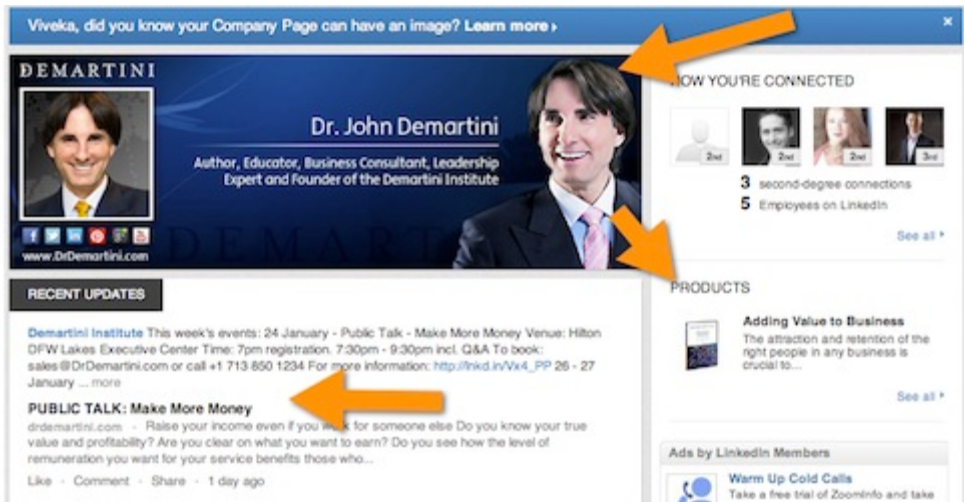 Viveka, did you know your Company Page can have an image? Learn more ›
×
DEMARTINI
Dr. John Demartini
Author, Educator, Business Consultant, Leadership
Expert and Founder of the Demartini Institute
www.DrDemartini.com
DEMART
RECENT UPDATES
Demartini Institute This week's events: 24 January - Public Talk - Make More Money Venue: Hilton
DFW Lakes Executive Center Time: 7pm registration. 7:30pm - 9:30pm incl. Q&A To book:
sales@DrDemartini.com or call +1 713 850 1234 For more information: http://lnkd.in/Vx4_PP 26 - 27
January ... more
PUBLIC TALK: Make More Money
drdemartini.com · Raise your income even if you work for someone else Do you know your true
value and profitability? Are you clear on what you want to earn? Do you see how the level of
remuneration you want for your service benefits those who...
Like · Comment · Share · 1 day ago
HOW YOU'RE CONNECTED
2nd 2nd 2nd 3rd
3 second-degree connections
5 Employees on LinkedIn
See all
PRODUCTS
Adding Value to Business
The attraction and retention of the
right people in any business is
crucial to...
See all
Ads by LinkedIn Members
Warm Up Cold Calls
Take a free trial of ZoomInfo and take